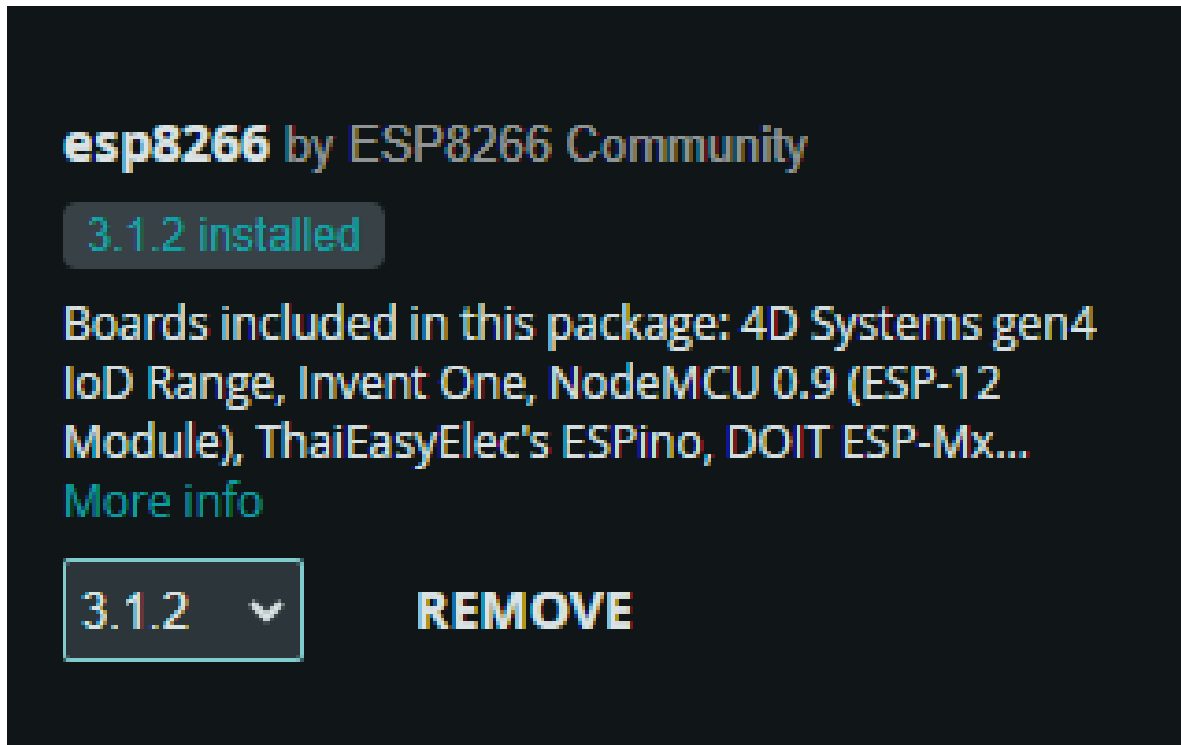 esp8266 by ESP8266 Community
3.1.2 installed
Boards included in this package: 4D Systems gen4
IoD Range, Invent One, NodeMCU 0.9 (ESP-12
Module), ThaiEasyElec's ESPino, DOIT ESP-Mx...
More info
3.1.2 REMOVE